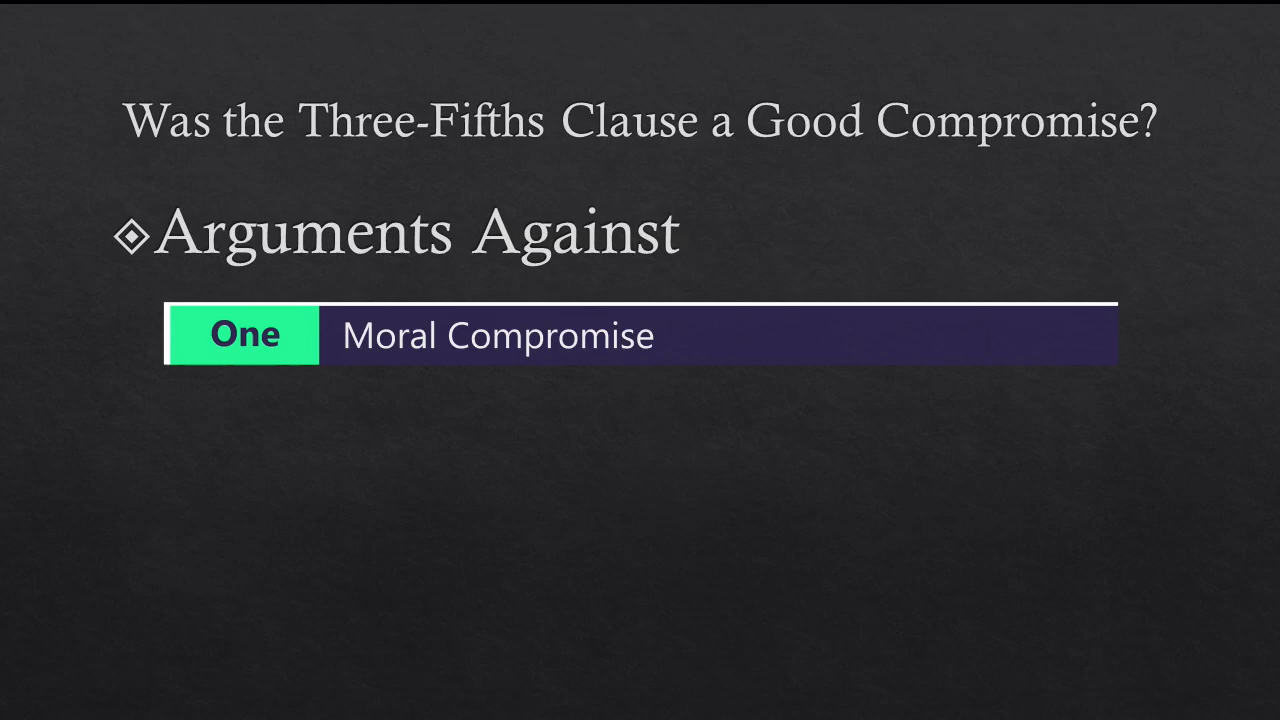 Was the Three-Fifths Clause a Good Compromise?
Arguments Against
One Moral Compromise